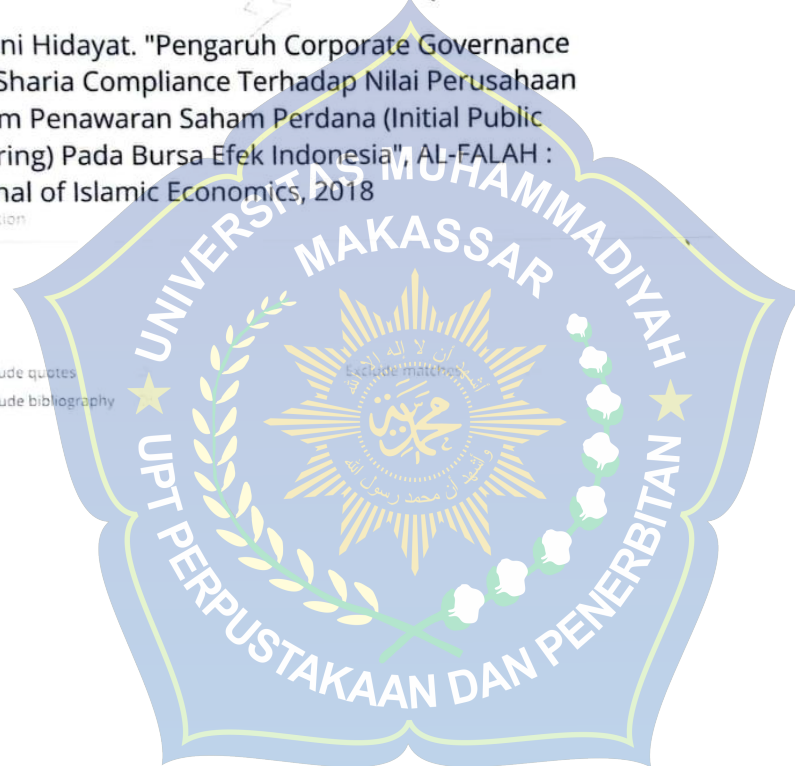 ni Hidayat. "Pengaruh Corporate Governance
Sharia Compliance Terhadap Nilai Perusahaan
m Penawaran Saham Perdana (Initial Public
ring) Pada Bursa Efek Indonesia", AL-FALAH :
nal of Islamic Economics, 2018
tion
UNIVERSITAS MUHAMMADIYAH
MAKASSAR
ude quotes
Exclude matches
ude bibliography
محمدية
UPT PERPUSTAKAAN DAN PENERBITAN